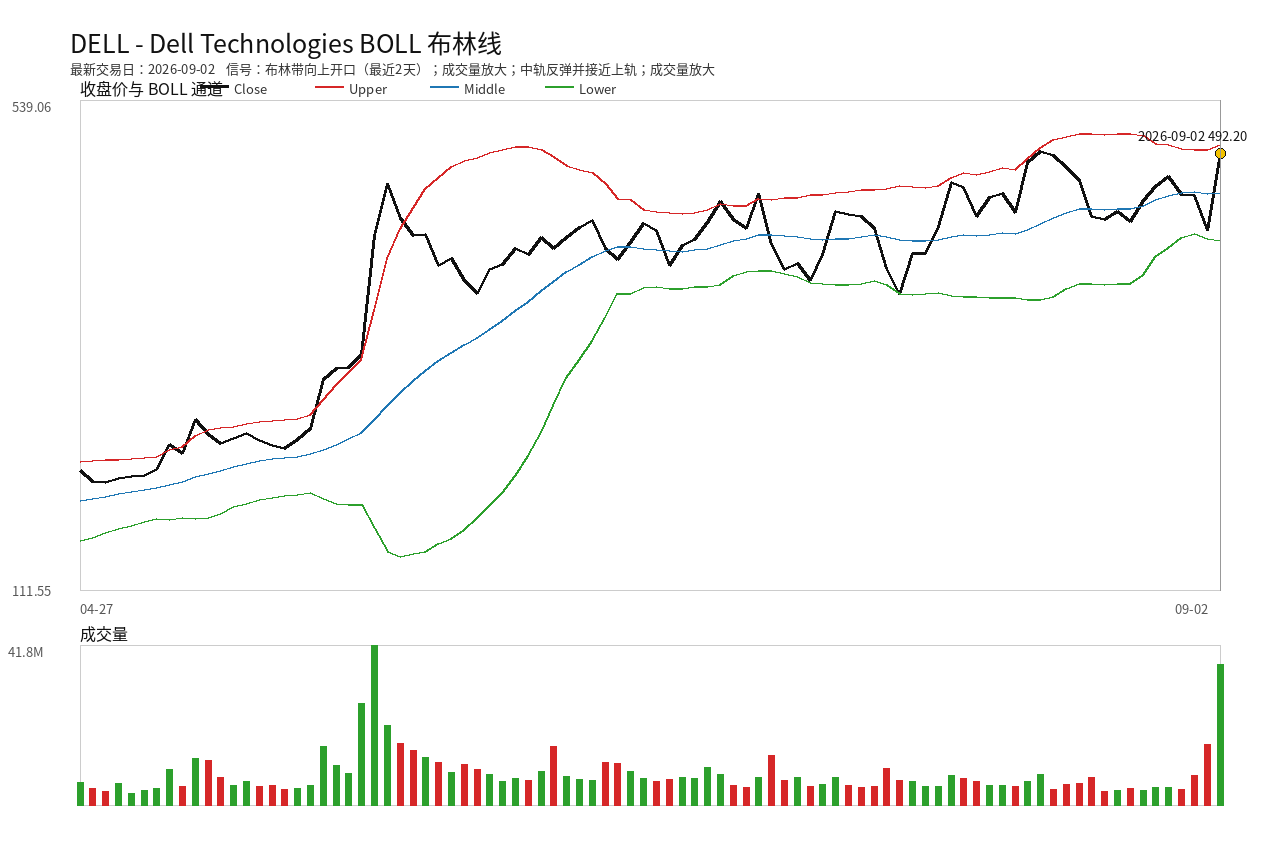 DELL - Dell Technologies BOLL 布林线
最新交易日：2026-09-02 信号：布林带向上开口（最近2天）；成交量放大；中轨反弹并接近上轨；成交量放大
收盘价与 BOLL 通道 Close Upper Middle Lower
539.06
2026-09-02 492.20
111.55
04-27 09-02
成交量
41.8M